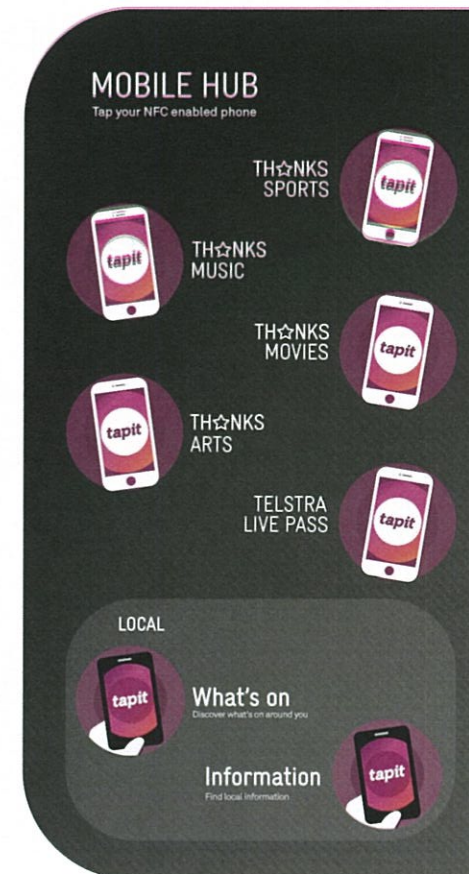 MOBILE HUB
Tap your NFC enabled phone
TH☆NKS
SPORTS
tapit
tapit
TH☆NKS
MUSIC
TH☆NKS
MOVIES
tapit
tapit
TH☆NKS
ARTS
TELSTRA
LIVE PASS
tapit
LOCAL
tapit
What's on
Discover what's on around you
Information
Find local information
tapit